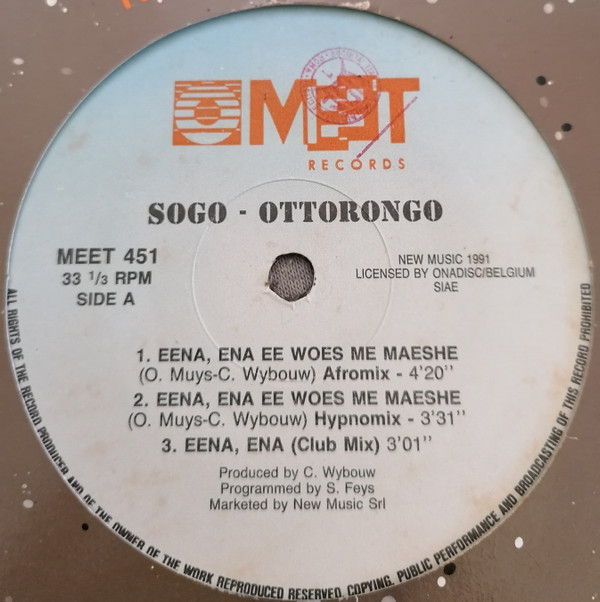 MEET
RECORDS
SOGO - OTTORONGO
MEET 451
33 1/3 RPM
SIDE A
NEW MUSIC 1991
LICENSED BY ONADISC/BELGIUM
SIAE
1. EENA, ENA EE WOES ME MAESHE
(O. Muys-C. Wybouw) Afromix - 4'20"
2. EENA, ENA EE WOES ME MAESHE
(O. Muys-C. Wybouw) Hypnomix - 3'31"
3. EENA, ENA (Club Mix) 3'01"
Produced by C. Wybouw
Programmed by S. Feys
Marketed by New Music Srl
ALL RIGHTS OF THE RECORD PRODUCER AND OF THE OWNER OF THE WORK REPRODUCED RESERVED. COPYING, PUBLIC PERFORMANCE AND BROADCASTING OF THIS RECORD PROHIBITED